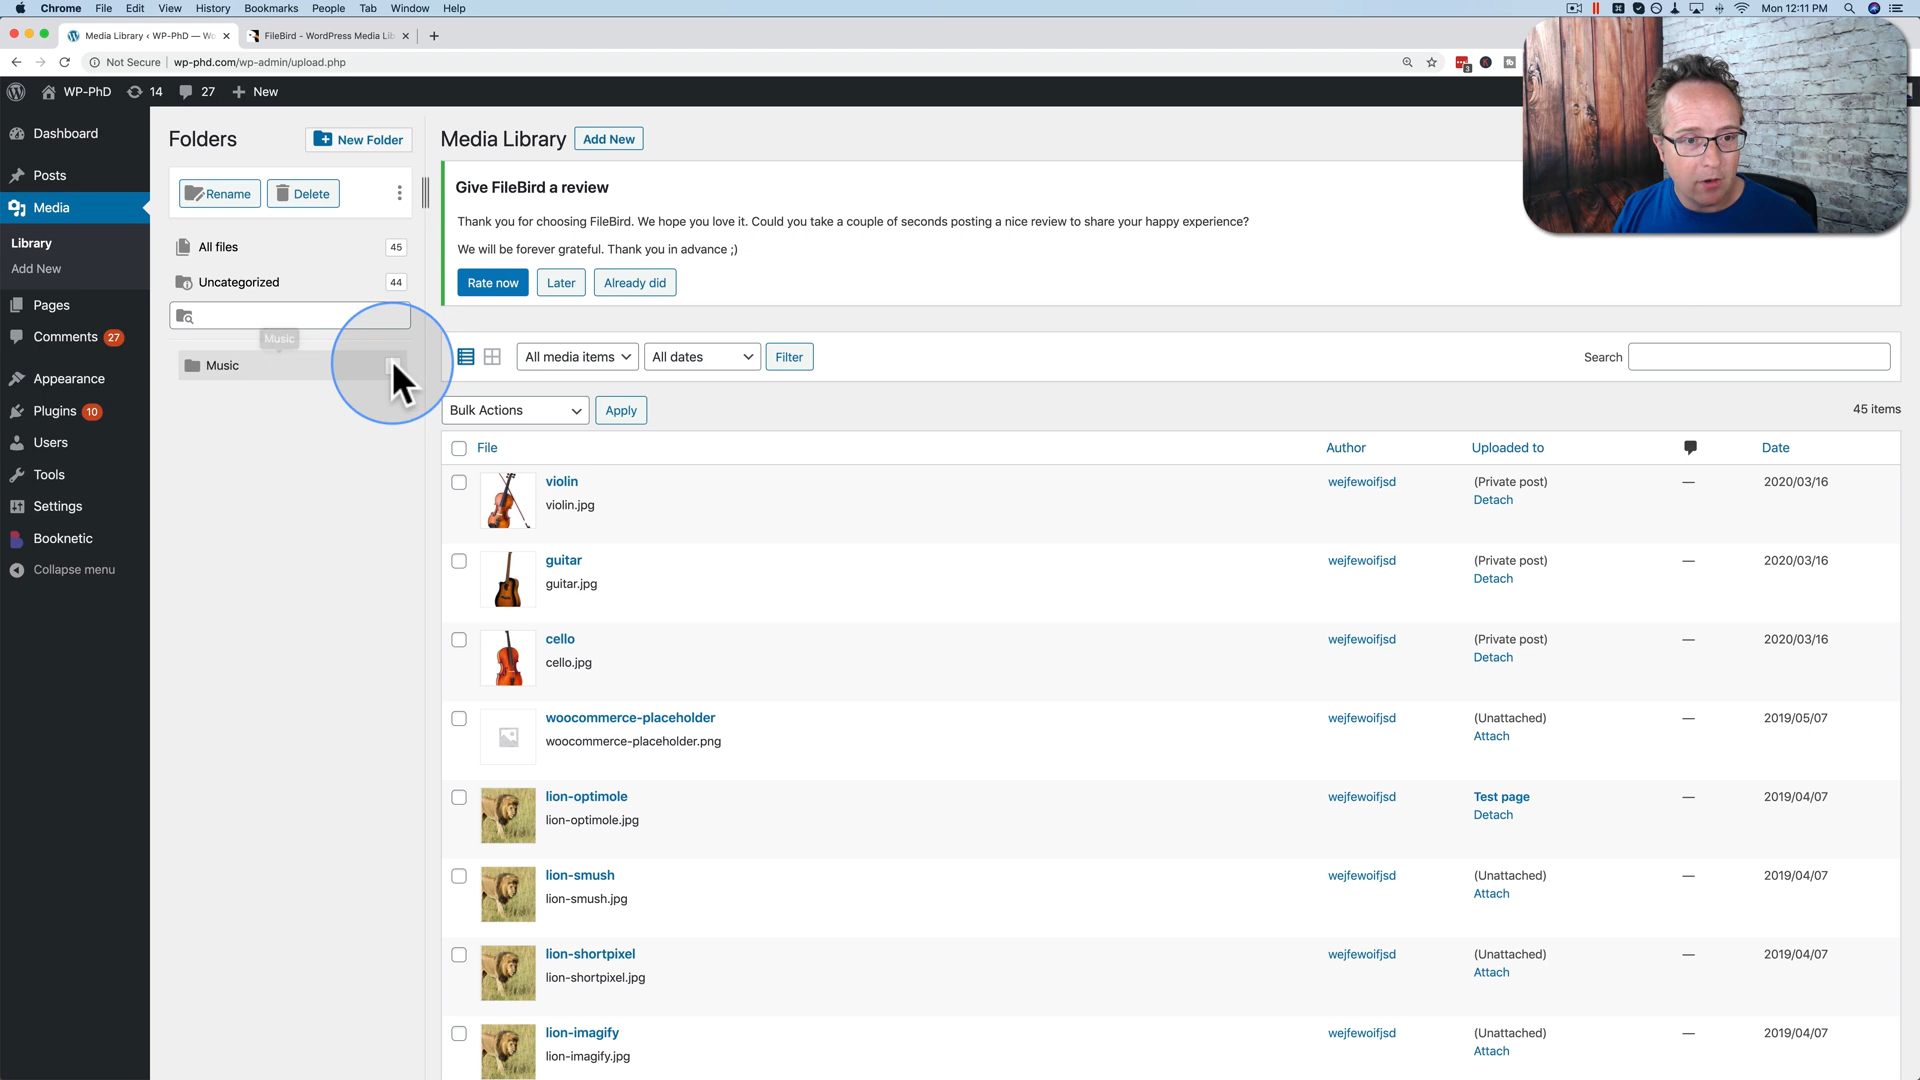 Chrome File Edit View History Bookmarks People Tab Window Help Mon 12:11 PM
Media Library ‹ WP-PhD — Wo FileBird - WordPress Media Lib
Not Secure wp-phd.com/wp-admin/upload.php
WP-PhD 14 27 New
Dashboard
Posts
Media
Library
Add New
Pages
Comments 27
Appearance
Plugins 10
Users
Tools
Settings
Booknetic
Collapse menu
Folders New Folder
Rename Delete
All files 45
Uncategorized 44
Music
Music
Media Library Add New
Give FileBird a review
Thank you for choosing FileBird. We hope you love it. Could you take a couple of seconds posting a nice review to share your happy experience?
We will be forever grateful. Thank you in advance ;)
Rate now Later Already did
All media items All dates Filter Search
Bulk Actions Apply 45 items
File Author Uploaded to Date
violin wejfewoifjsd (Private post) — 2020/03/16
violin.jpg Detach
guitar wejfewoifjsd (Private post) — 2020/03/16
guitar.jpg Detach
cello wejfewoifjsd (Private post) — 2020/03/16
cello.jpg Detach
woocommerce-placeholder wejfewoifjsd (Unattached) — 2019/05/07
woocommerce-placeholder.png Attach
lion-optimole wejfewoifjsd Test page — 2019/04/07
lion-optimole.jpg Detach
lion-smush wejfewoifjsd (Unattached) — 2019/04/07
lion-smush.jpg Attach
lion-shortpixel wejfewoifjsd (Unattached) — 2019/04/07
lion-shortpixel.jpg Attach
lion-imagify wejfewoifjsd (Unattached) — 2019/04/07
lion-imagify.jpg Attach